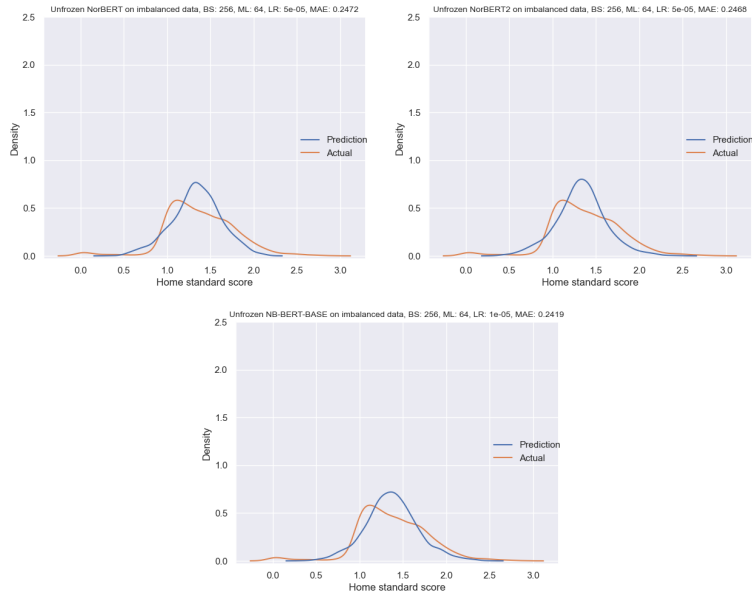 Unfrozen NorBERT on imbalanced data, BS: 256, ML: 64, LR: 5e-05, MAE: 0.2472
2.5
2.0
1.5
1.0
0.5
0.0
Density
Prediction
Actual
0.0 0.5 1.0 1.5 2.0 2.5 3.0
Home standard score
Unfrozen NorBERT2 on imbalanced data, BS: 256, ML: 64, LR: 5e-05, MAE: 0.2468
2.5
2.0
1.5
1.0
0.5
0.0
Density
Prediction
Actual
0.0 0.5 1.0 1.5 2.0 2.5 3.0
Home standard score
Unfrozen NB-BERT-BASE on imbalanced data, BS: 256, ML: 64, LR: 1e-05, MAE: 0.2419
2.5
2.0
1.5
1.0
0.5
0.0
Density
Prediction
Actual
0.0 0.5 1.0 1.5 2.0 2.5 3.0
Home standard score